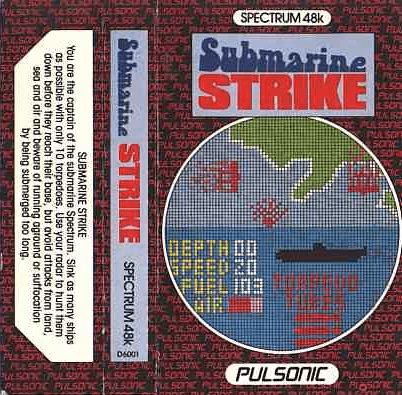 SUBMARINE STRIKE
You are the captain of the submarine Spectrum. Sink as many ships
as possible with only 10 torpedoes. Use your radar to hunt them
down before they reach their base, but avoid attacks from land,
sea and air and beware of running aground or suffocation
by being submerged too long.
Submarine STRIKE
SPECTRUM 48K
D6001
SPECTRUM 48k
Submarine
STRIKE
DEPTH 00
SPEED 20
FUEL 103
AIR
TORPEDO
TUBES
PULSONIC